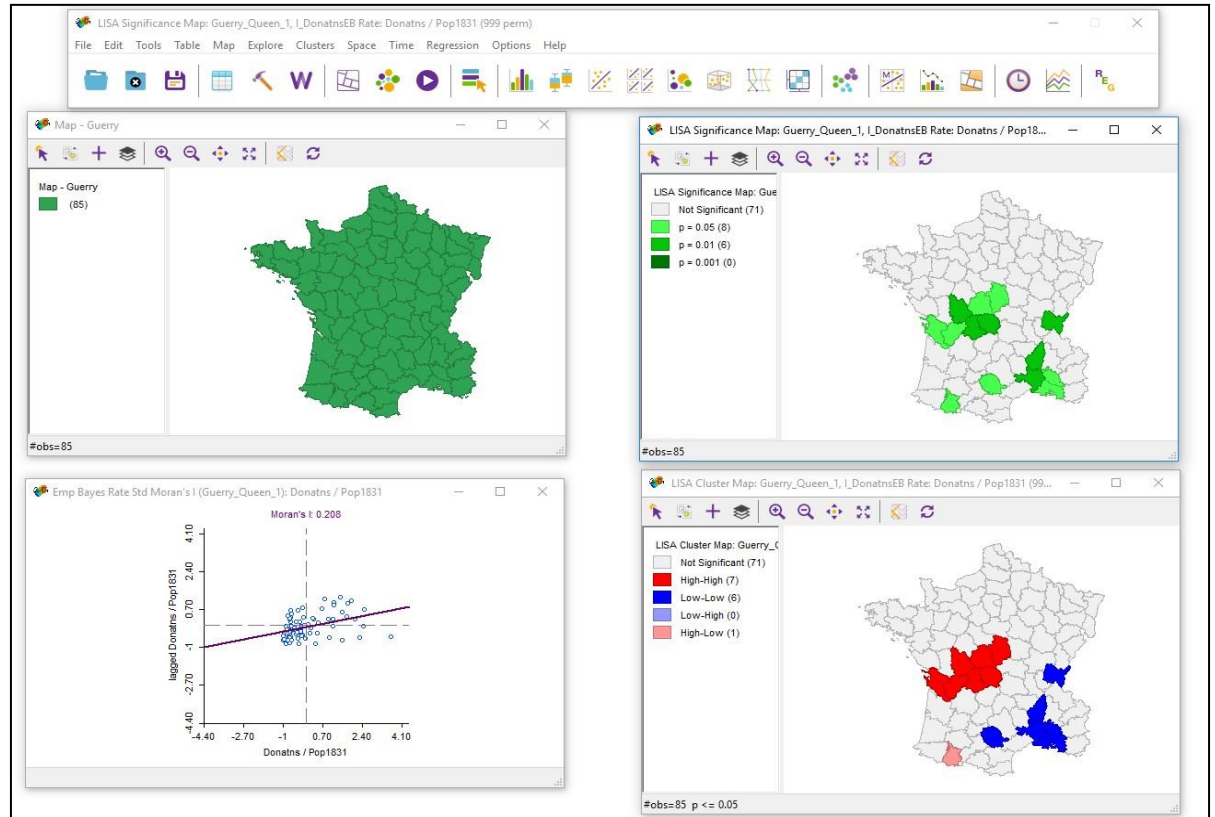 LISA Significance Map: Guerry_Queen_1, I_DonatnsEB Rate: Donatns / Pop1831 (999 perm)
File Edit Tools Table Map Explore Clusters Space Time Regression Options Help
W
M
REG
Map - Guerry
Map - Guerry
(85)
#obs=85
LISA Significance Map: Guerry_Queen_1, I_DonatnsEB Rate: Donatns / Pop18...
LISA Significance Map: Gue
Not Significant (71)
p = 0.05 (8)
p = 0.01 (6)
p = 0.001 (0)
#obs=85
Emp Bayes Rate Std Moran's I (Guerry_Queen_1): Donatns / Pop1831
Moran's I: 0.208
lagged Donatns / Pop1831
4.10
2.40
0.70
-1
-2.70
-4.40
-4.40 -2.70 -1 0.70 2.40 4.10
Donatns / Pop1831
LISA Cluster Map: Guerry_Queen_1, I_DonatnsEB Rate: Donatns / Pop1831 (99...
LISA Cluster Map: Guerry_Q
Not Significant (71)
High-High (7)
Low-Low (6)
Low-High (0)
High-Low (1)
#obs=85 p <= 0.05